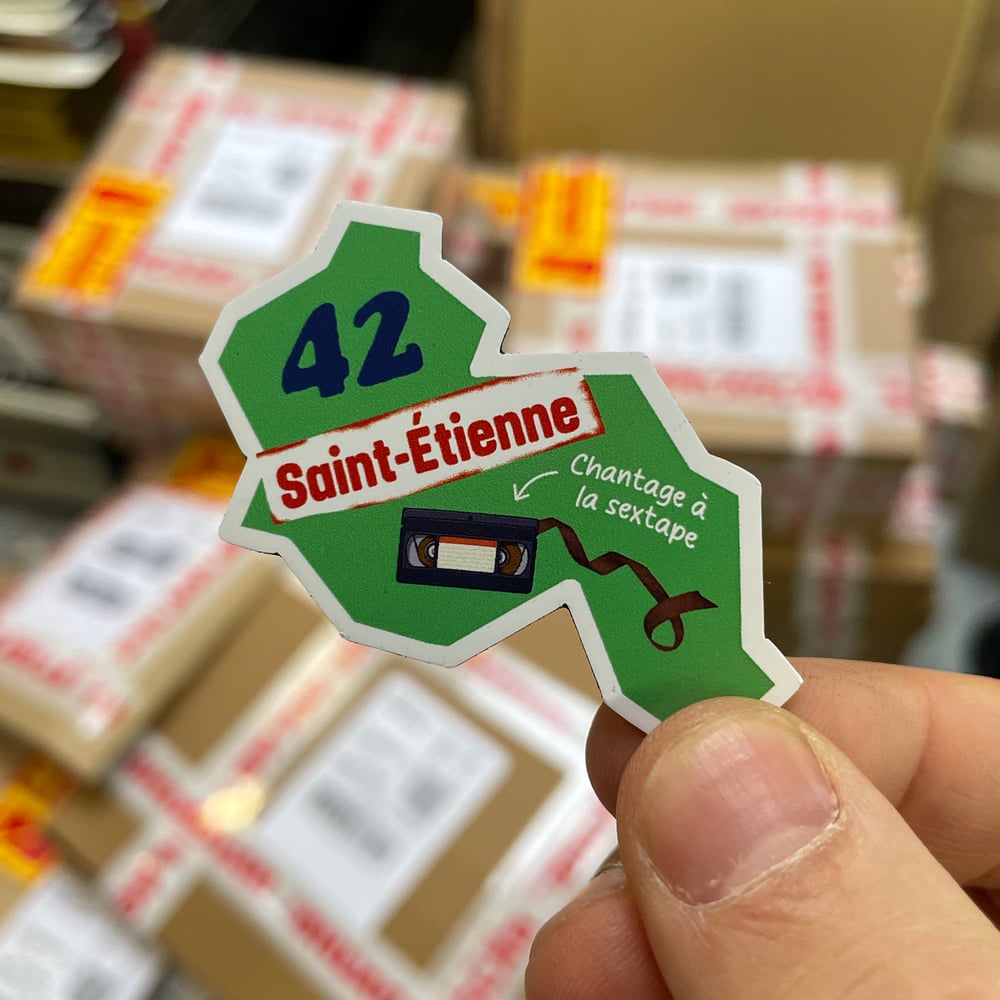 42
Saint-Étienne
Chantage à
la sextape